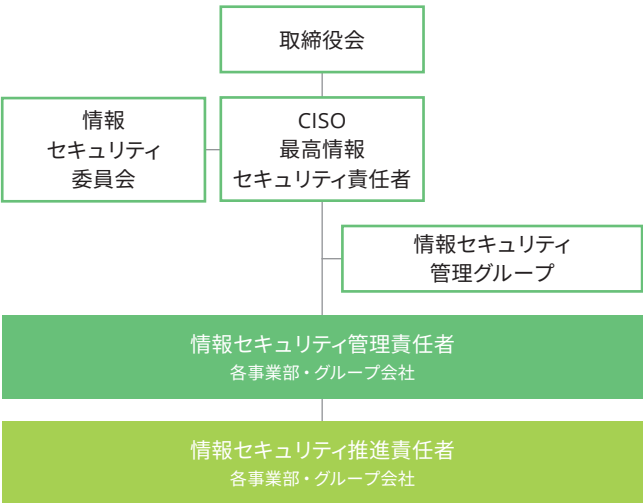 取締役会
情報
セキュリティ
委員会
CISO
最高情報
セキュリティ責任者
情報セキュリティ
管理グループ
情報セキュリティ管理責任者
各事業部・グループ会社
情報セキュリティ推進責任者
各事業部・グループ会社